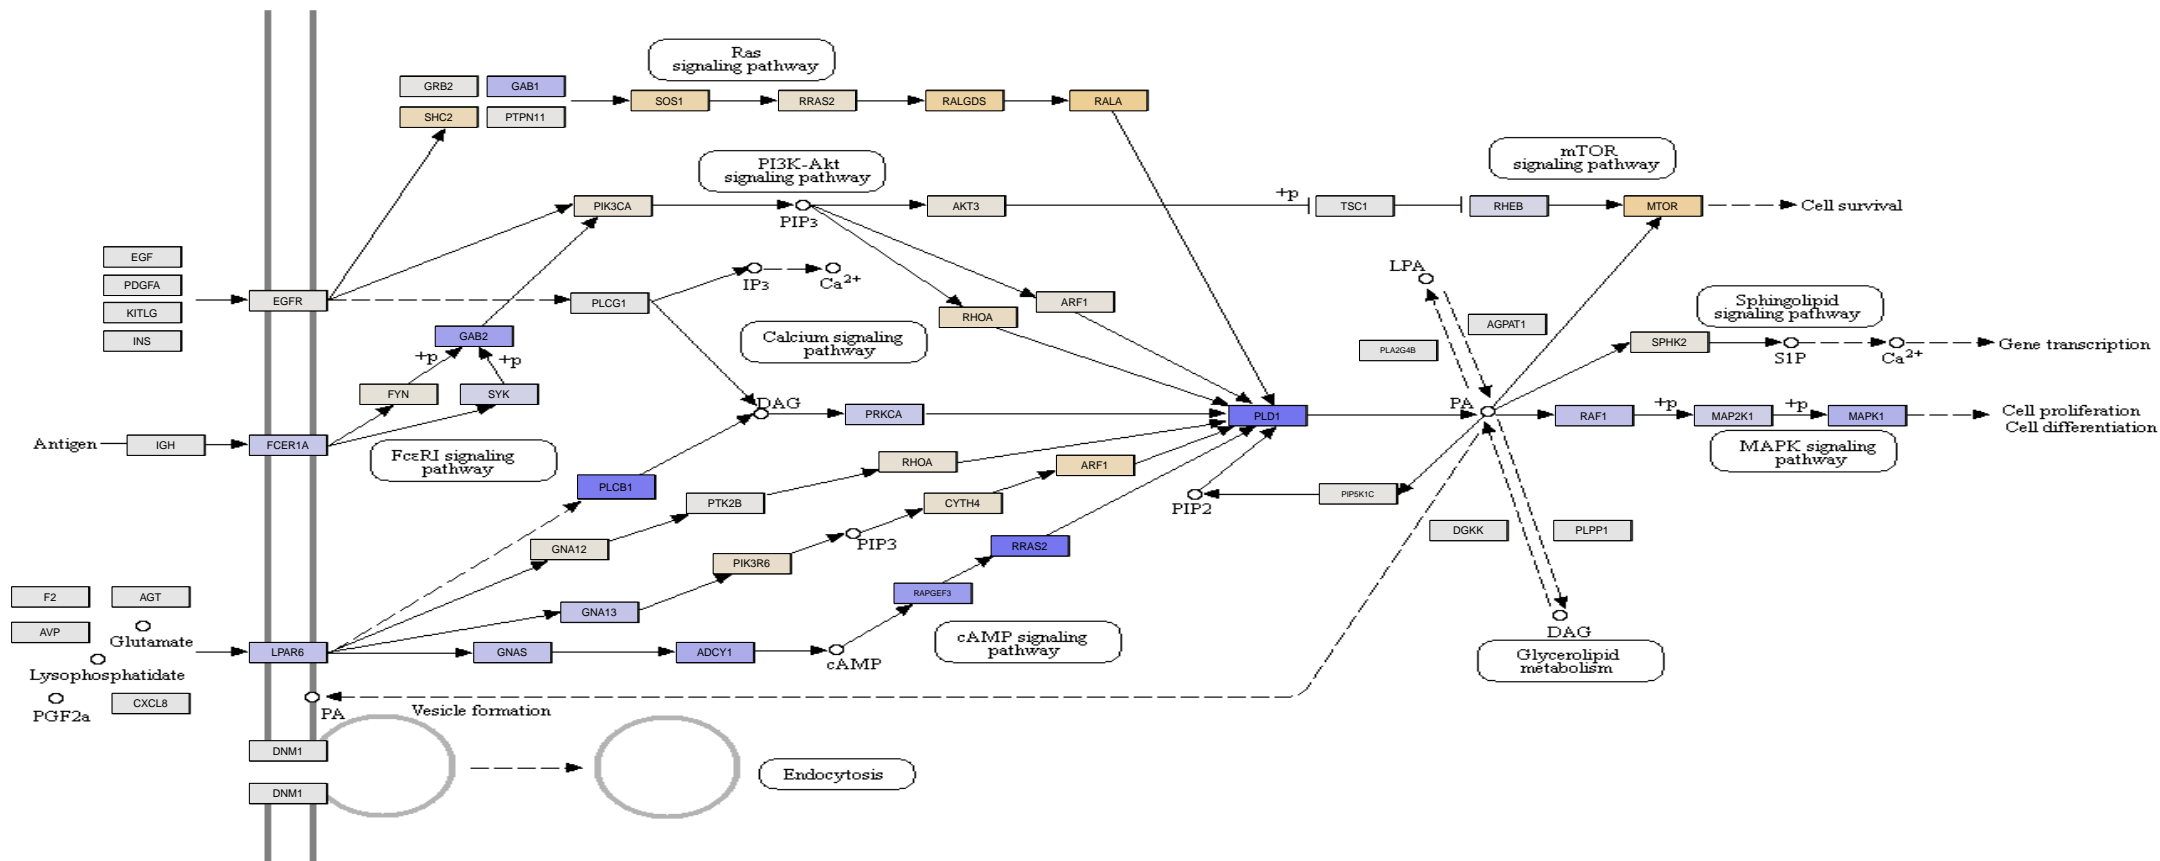 Ras
signaling pathway
GRB2
GAB1
SHC2
PTPN11
SOS1
RRAS2
RALGDS
RALA
PI3K-Akt
signaling pathway
mTOR
signaling pathway
PIK3CA
PIP3
AKT3
+p
TSC1
RHEB
MTOR
Cell survival
EGF
PDGFA
KITLG
INS
EGFR
PLCG1
IP3
Ca2+
ARF1
RHOA
LPA
AGPAT1
PLA2G4B
Sphingolipid
signaling pathway
SPHK2
S1P
Ca2+
Gene transcription
Calcium signaling
pathway
GAB2
+p
+p
FYN
SYK
DAG
PRKCA
PLD1
PA
RAF1
+p
MAP2K1
+p
MAPK1
Cell proliferation
Cell differentiation
MAPK signaling
pathway
Antigen
IGH
FCER1A
FcεRI signaling
pathway
PLCB1
RHOA
ARF1
PTK2B
CYTH4
PIP2
PIP5K1C
GNA12
PIP3
PIK3R6
RRAS2
DGKK
PLPP1
RAPGEF3
GNA13
F2
AGT
AVP
Glutamate
LPAR6
GNAS
ADCY1
cAMP
cAMP signaling
pathway
DAG
Glycerolipid
metabolism
Lysophosphatidate
PGF2a
CXCL8
PA
Vesicle formation
DNM1
DNM1
Endocytosis